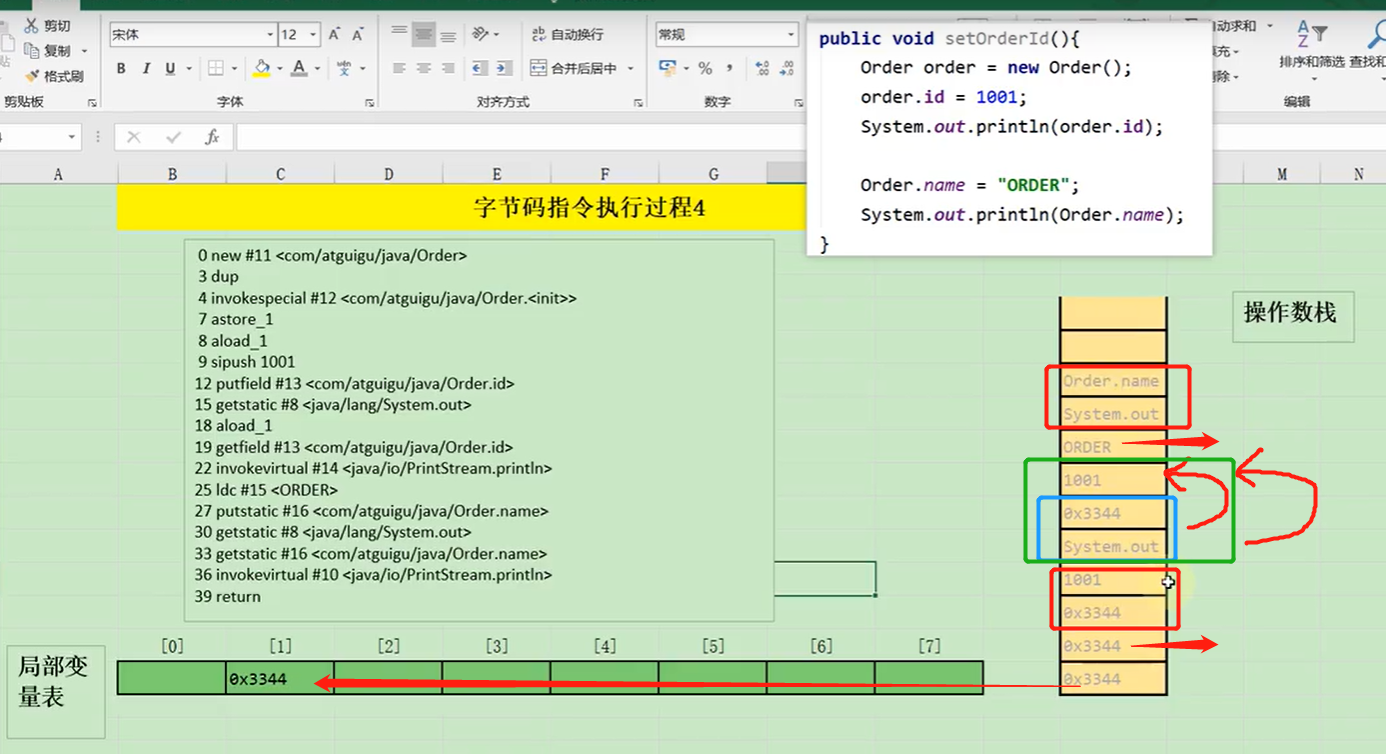 剪切
复制
格式刷
剪贴板
宋体
12
A A
B I U
A
字体
自动换行
合并后居中
对齐方式
常规
%
数字
自动求和
排序和筛选
编辑
fx
A B C D E F G M N
public void setOrderId(){
Order order = new Order();
order.id = 1001;
System.out.println(order.id);
Order.name = "ORDER";
System.out.println(Order.name);
}
字节码指令执行过程4
0 new #11 <com/atguigu/java/Order>
3 dup
4 invokespecial #12 <com/atguigu/java/Order.<init>>
7 astore_1
8 aload_1
9 sipush 1001
12 putfield #13 <com/atguigu/java/Order.id>
15 getstatic #8 <java/lang/System.out>
18 aload_1
19 getfield #13 <com/atguigu/java/Order.id>
22 invokevirtual #14 <java/io/PrintStream.println>
25 ldc #15 <ORDER>
27 putstatic #16 <com/atguigu/java/Order.name>
30 getstatic #8 <java/lang/System.out>
33 getstatic #16 <com/atguigu/java/Order.name>
36 invokevirtual #10 <java/io/PrintStream.println>
39 return
操作数栈
Order.name
System.out
ORDER
1001
0x3344
System.out
1001
0x3344
0x3344
0x3344
局部变
量表
[0] [1] [2] [3] [4] [5] [6] [7]
0x3344